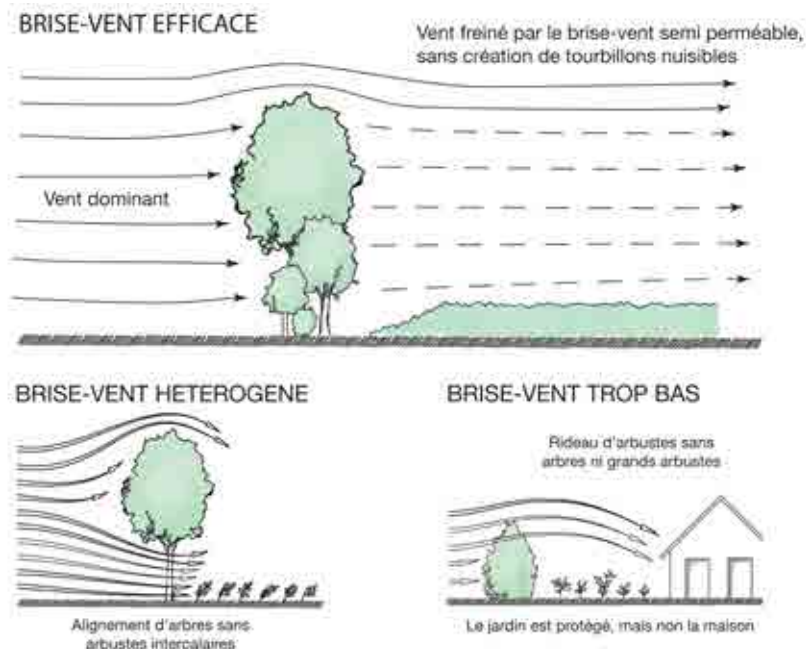 BRISE-VENT EFFICACE
Vent freiné par le brise-vent semi perméable,
sans création de tourbillons nuisibles
Vent dominant
BRISE-VENT HETEROGENE
Alignement d'arbres sans
arbustes intercalaires
BRISE-VENT TROP BAS
Rideau d'arbustes sans
arbres ni grands arbustes
Le jardin est protégé, mais non la maison